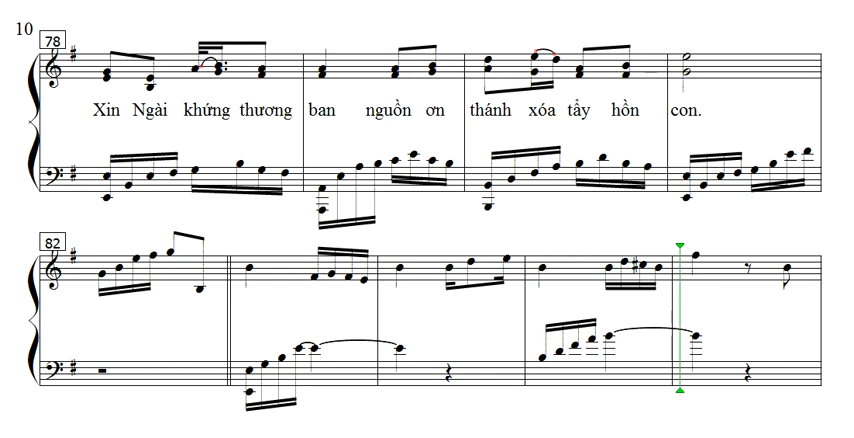 10
78
Xin Ngài khứng thương ban nguồn ơn thánh xóa tẩy hồn con.
82